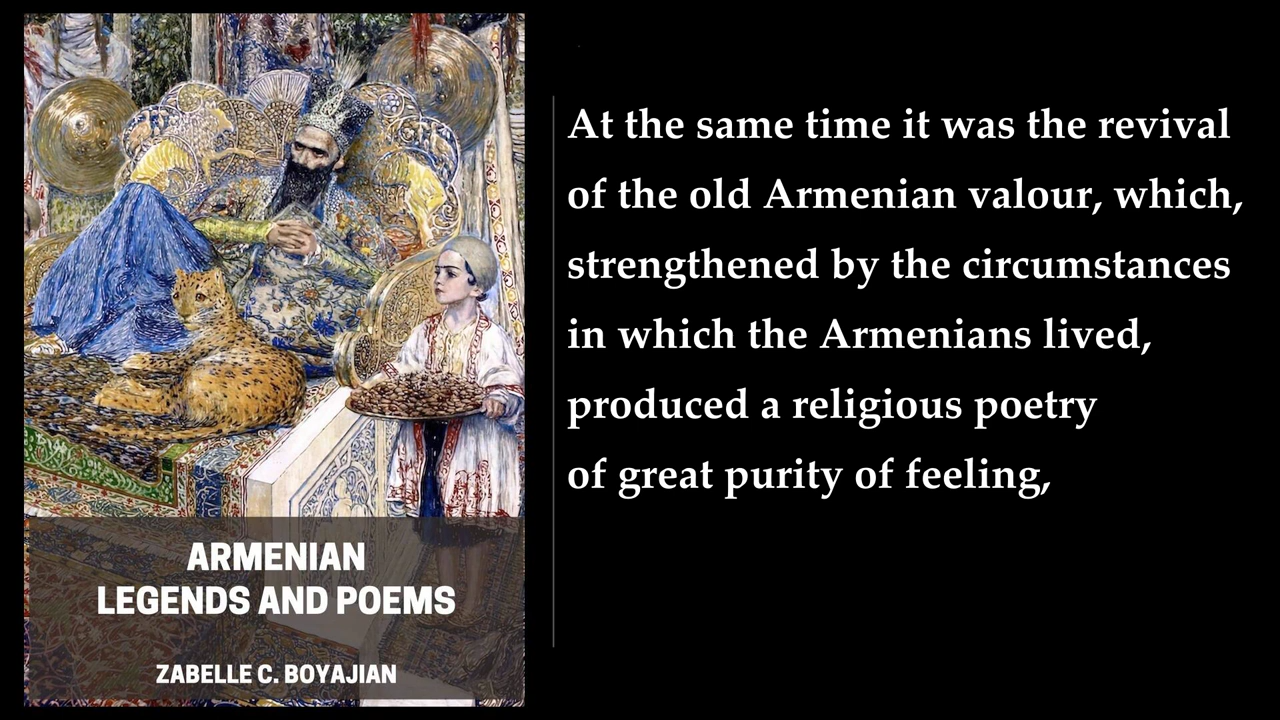 At the same time it was the revival
of the old Armenian valour, which,
strengthened by the circumstances
in which the Armenians lived,
produced a religious poetry
of great purity of feeling,
ARMENIAN
LEGENDS AND POEMS
ZABELLE C. BOYAJIAN